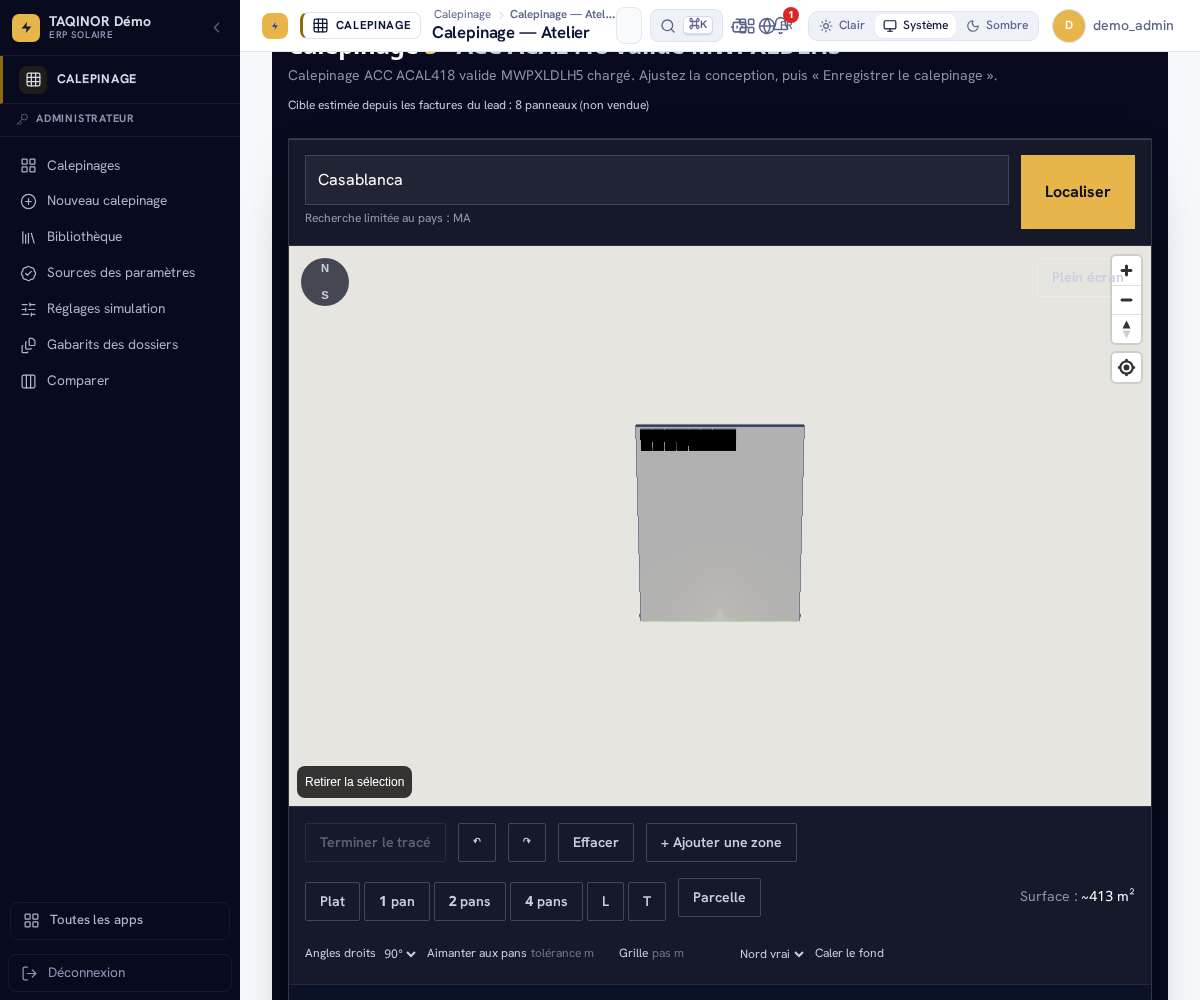 TAQINOR Démo
ERP SOLAIRE
CALEPINAGE
ADMINISTRATEUR
Calepinages
Nouveau calepinage
Bibliothèque
Sources des paramètres
Réglages simulation
Gabarits des dossiers
Comparer
Toutes les apps
Déconnexion
CALEPINAGE
Calepinage > Calepinage — Atel...
Calepinage — Atelier
⌘K
1
Clair
Système
Sombre
D
demo_admin
Calepinage ACC ACAL418 valide MWPXLDLH5 chargé. Ajustez la conception, puis « Enregistrer le calepinage ».
Cible estimée depuis les factures du lead : 8 panneaux (non vendue)
Casablanca
Localiser
Recherche limitée au pays : MA
N
S
Plein écran
Retirer la sélection
Terminer le tracé
↶
↷
Effacer
+ Ajouter une zone
Plat
1 pan
2 pans
4 pans
L
T
Parcelle
Surface : ~413 m²
Angles droits 90° Aimanter aux pans tolérance m Grille pas m Nord vrai Caler le fond